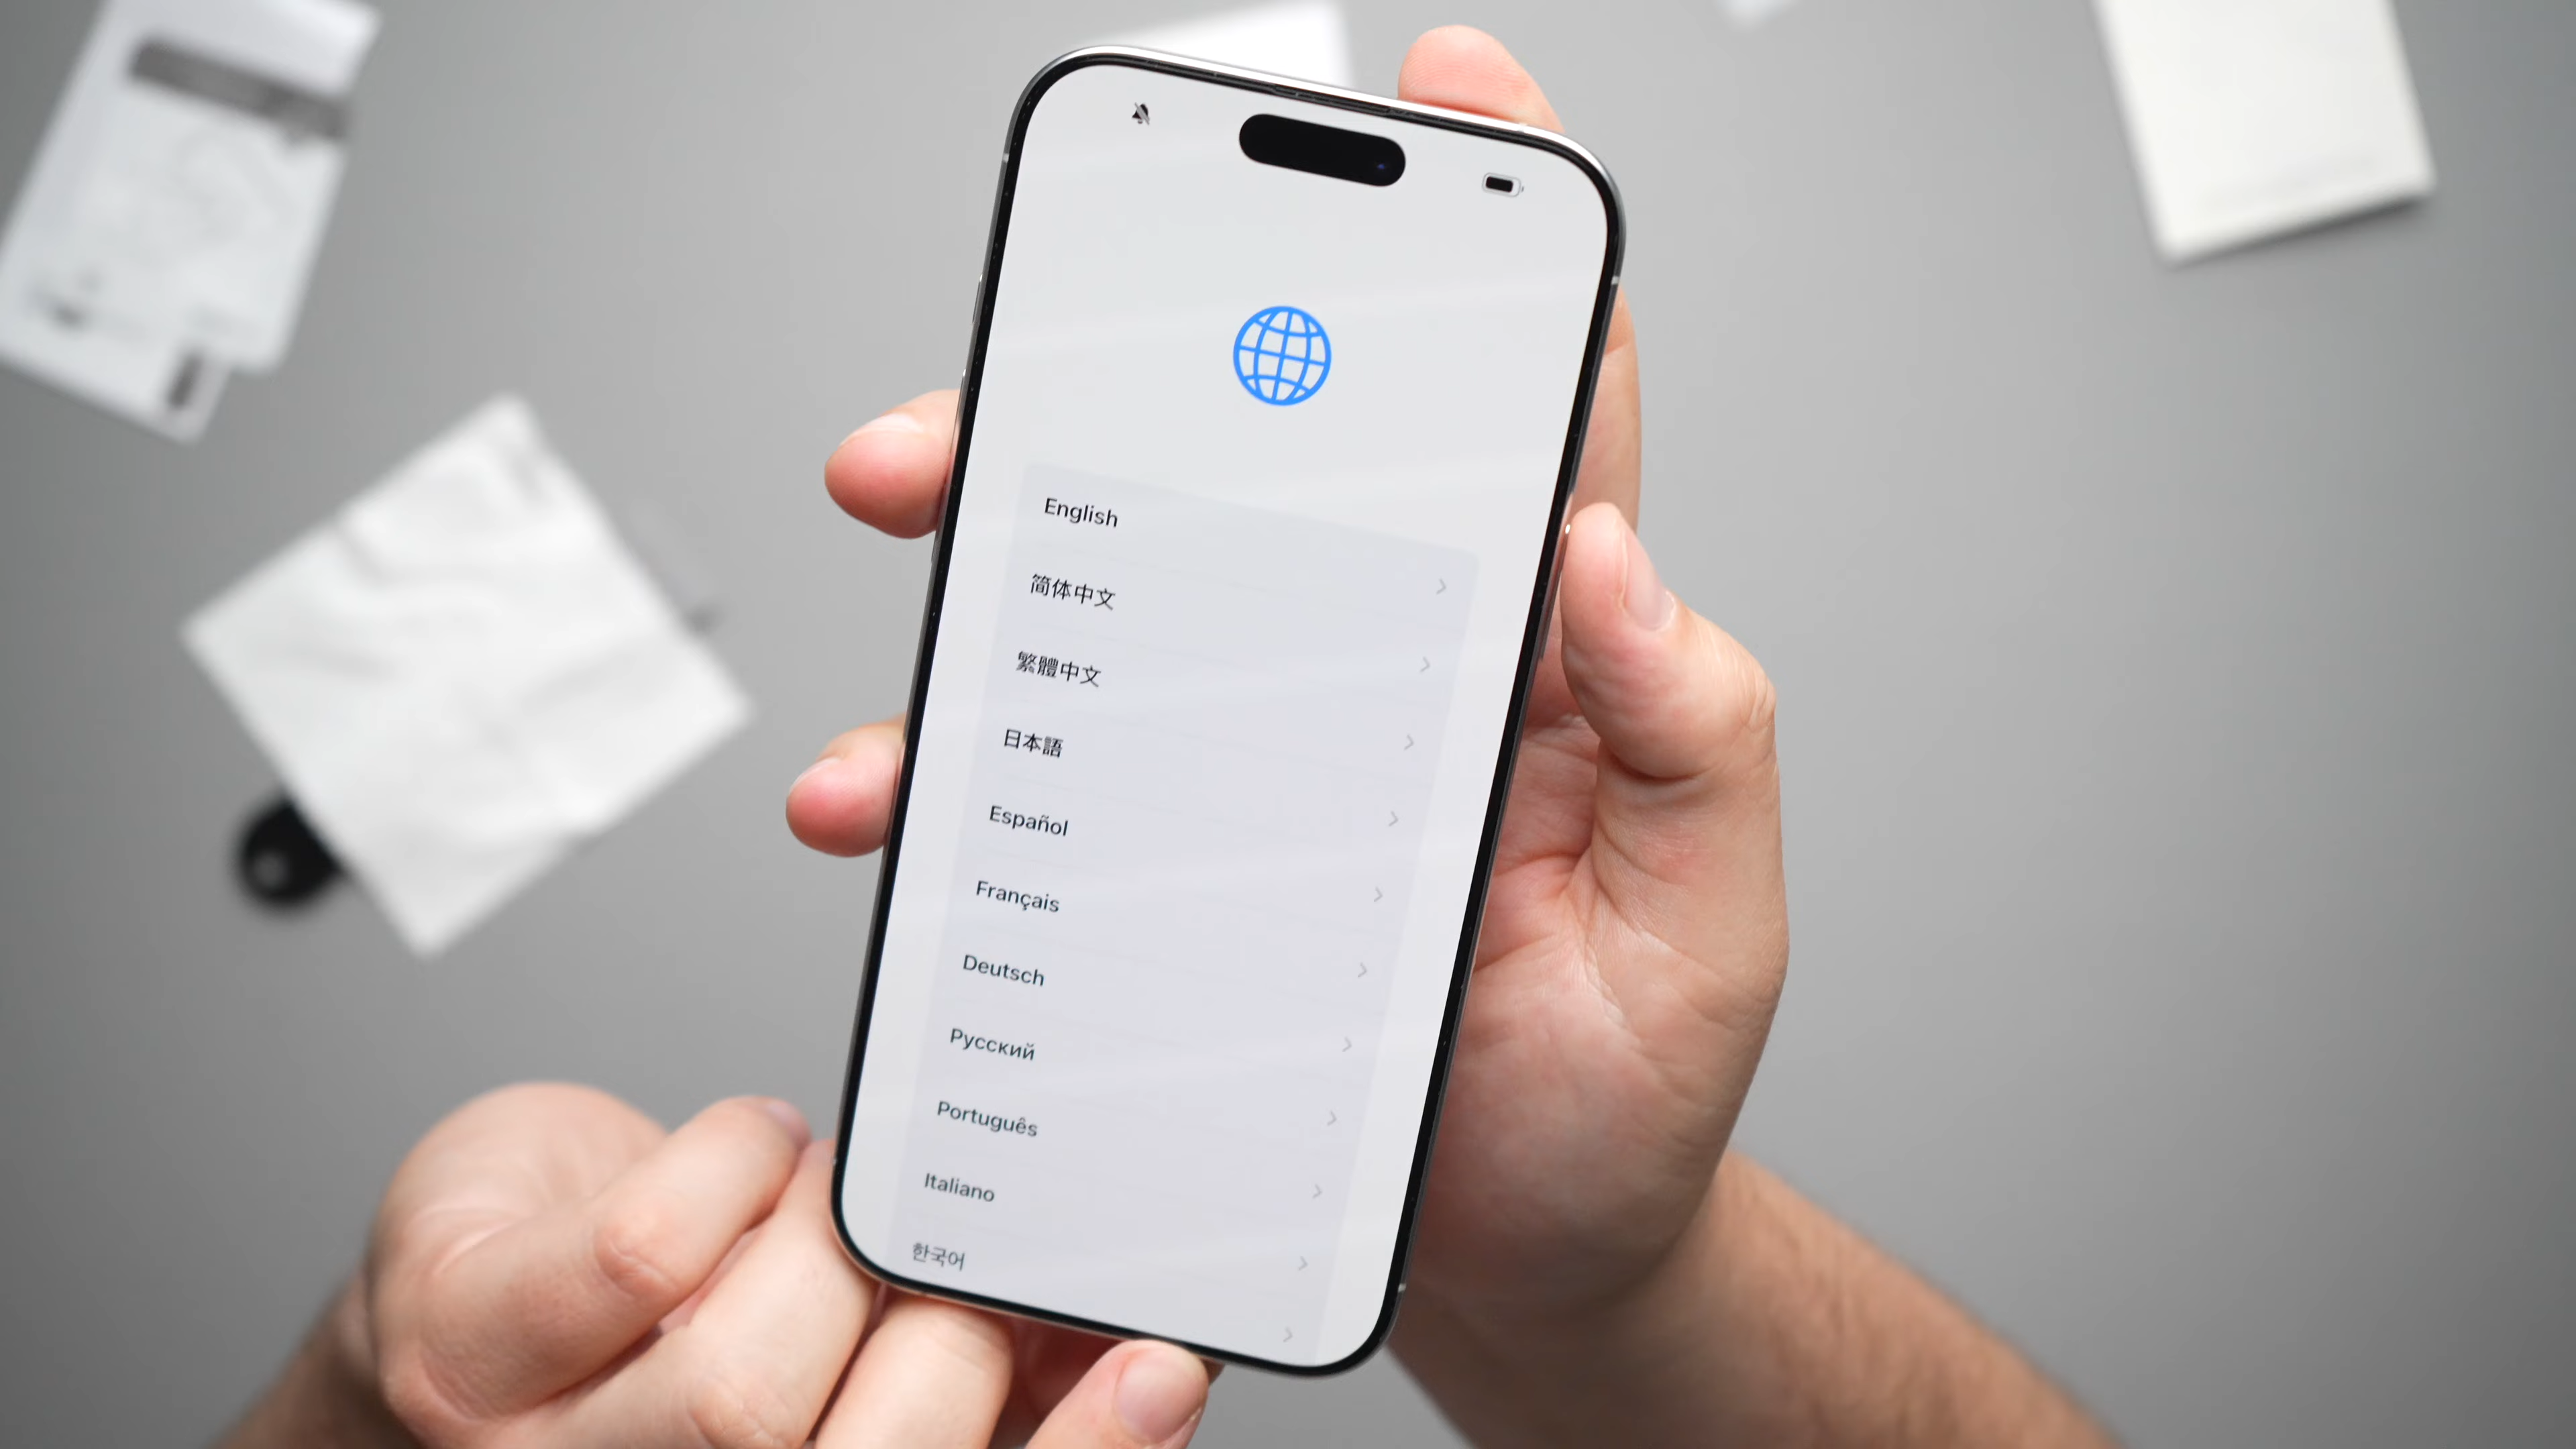 English
简体中文
繁體中文
日本語
Español
Français
Deutsch
Русский
Português
Italiano
한국어